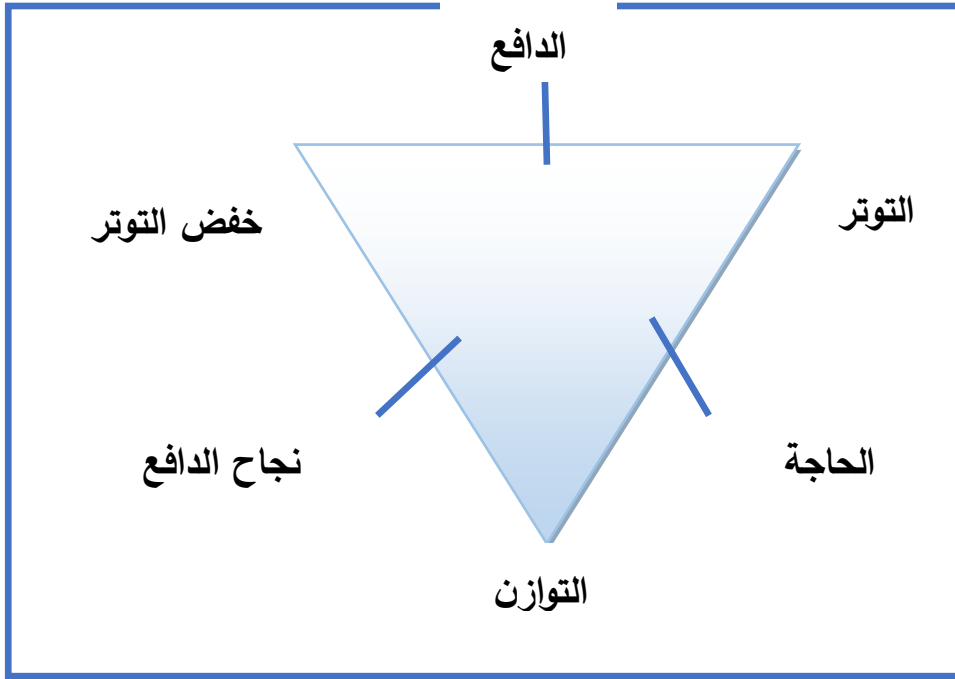 الدافع
التوتر
خفض التوتر
الحاجة
نجاح الدافع
التوازن